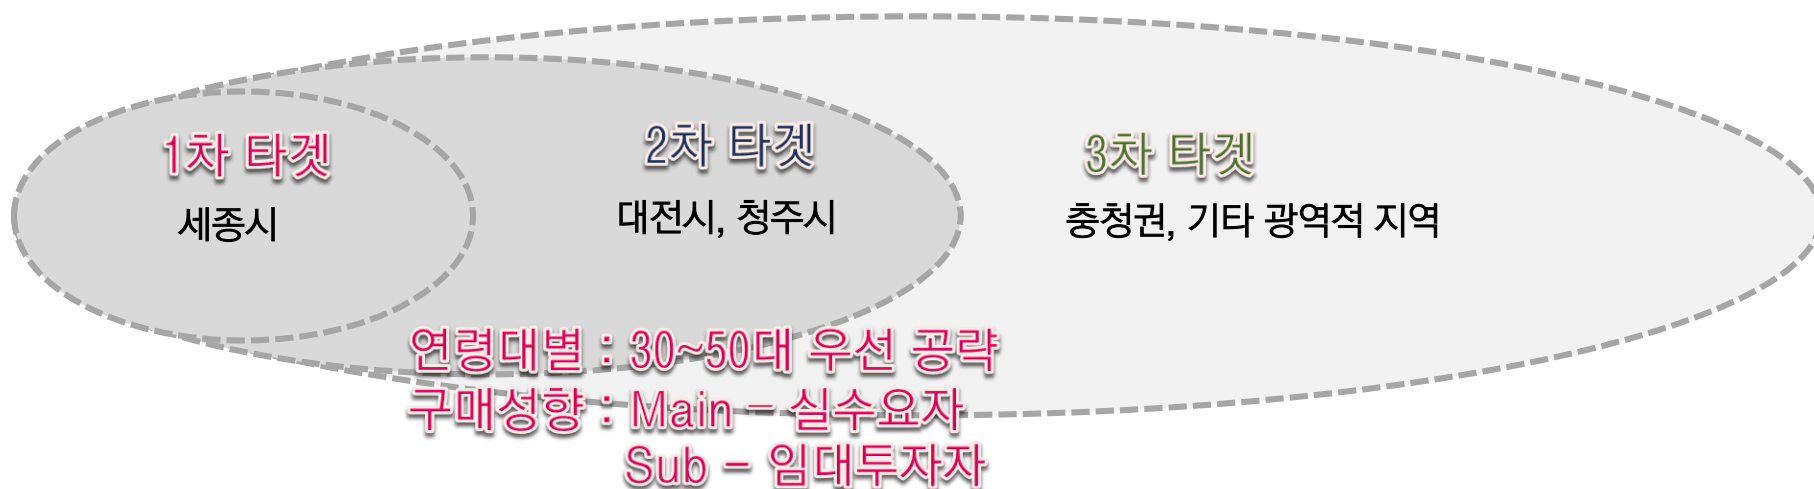 1차 타겟
세종시
2차 타겟
대전시, 청주시
3차 타겟
충청권, 기타 광역적 지역
연령대별 : 30~50대 우선 공략
구매성향 : Main - 실수요자
Sub - 임대투자자